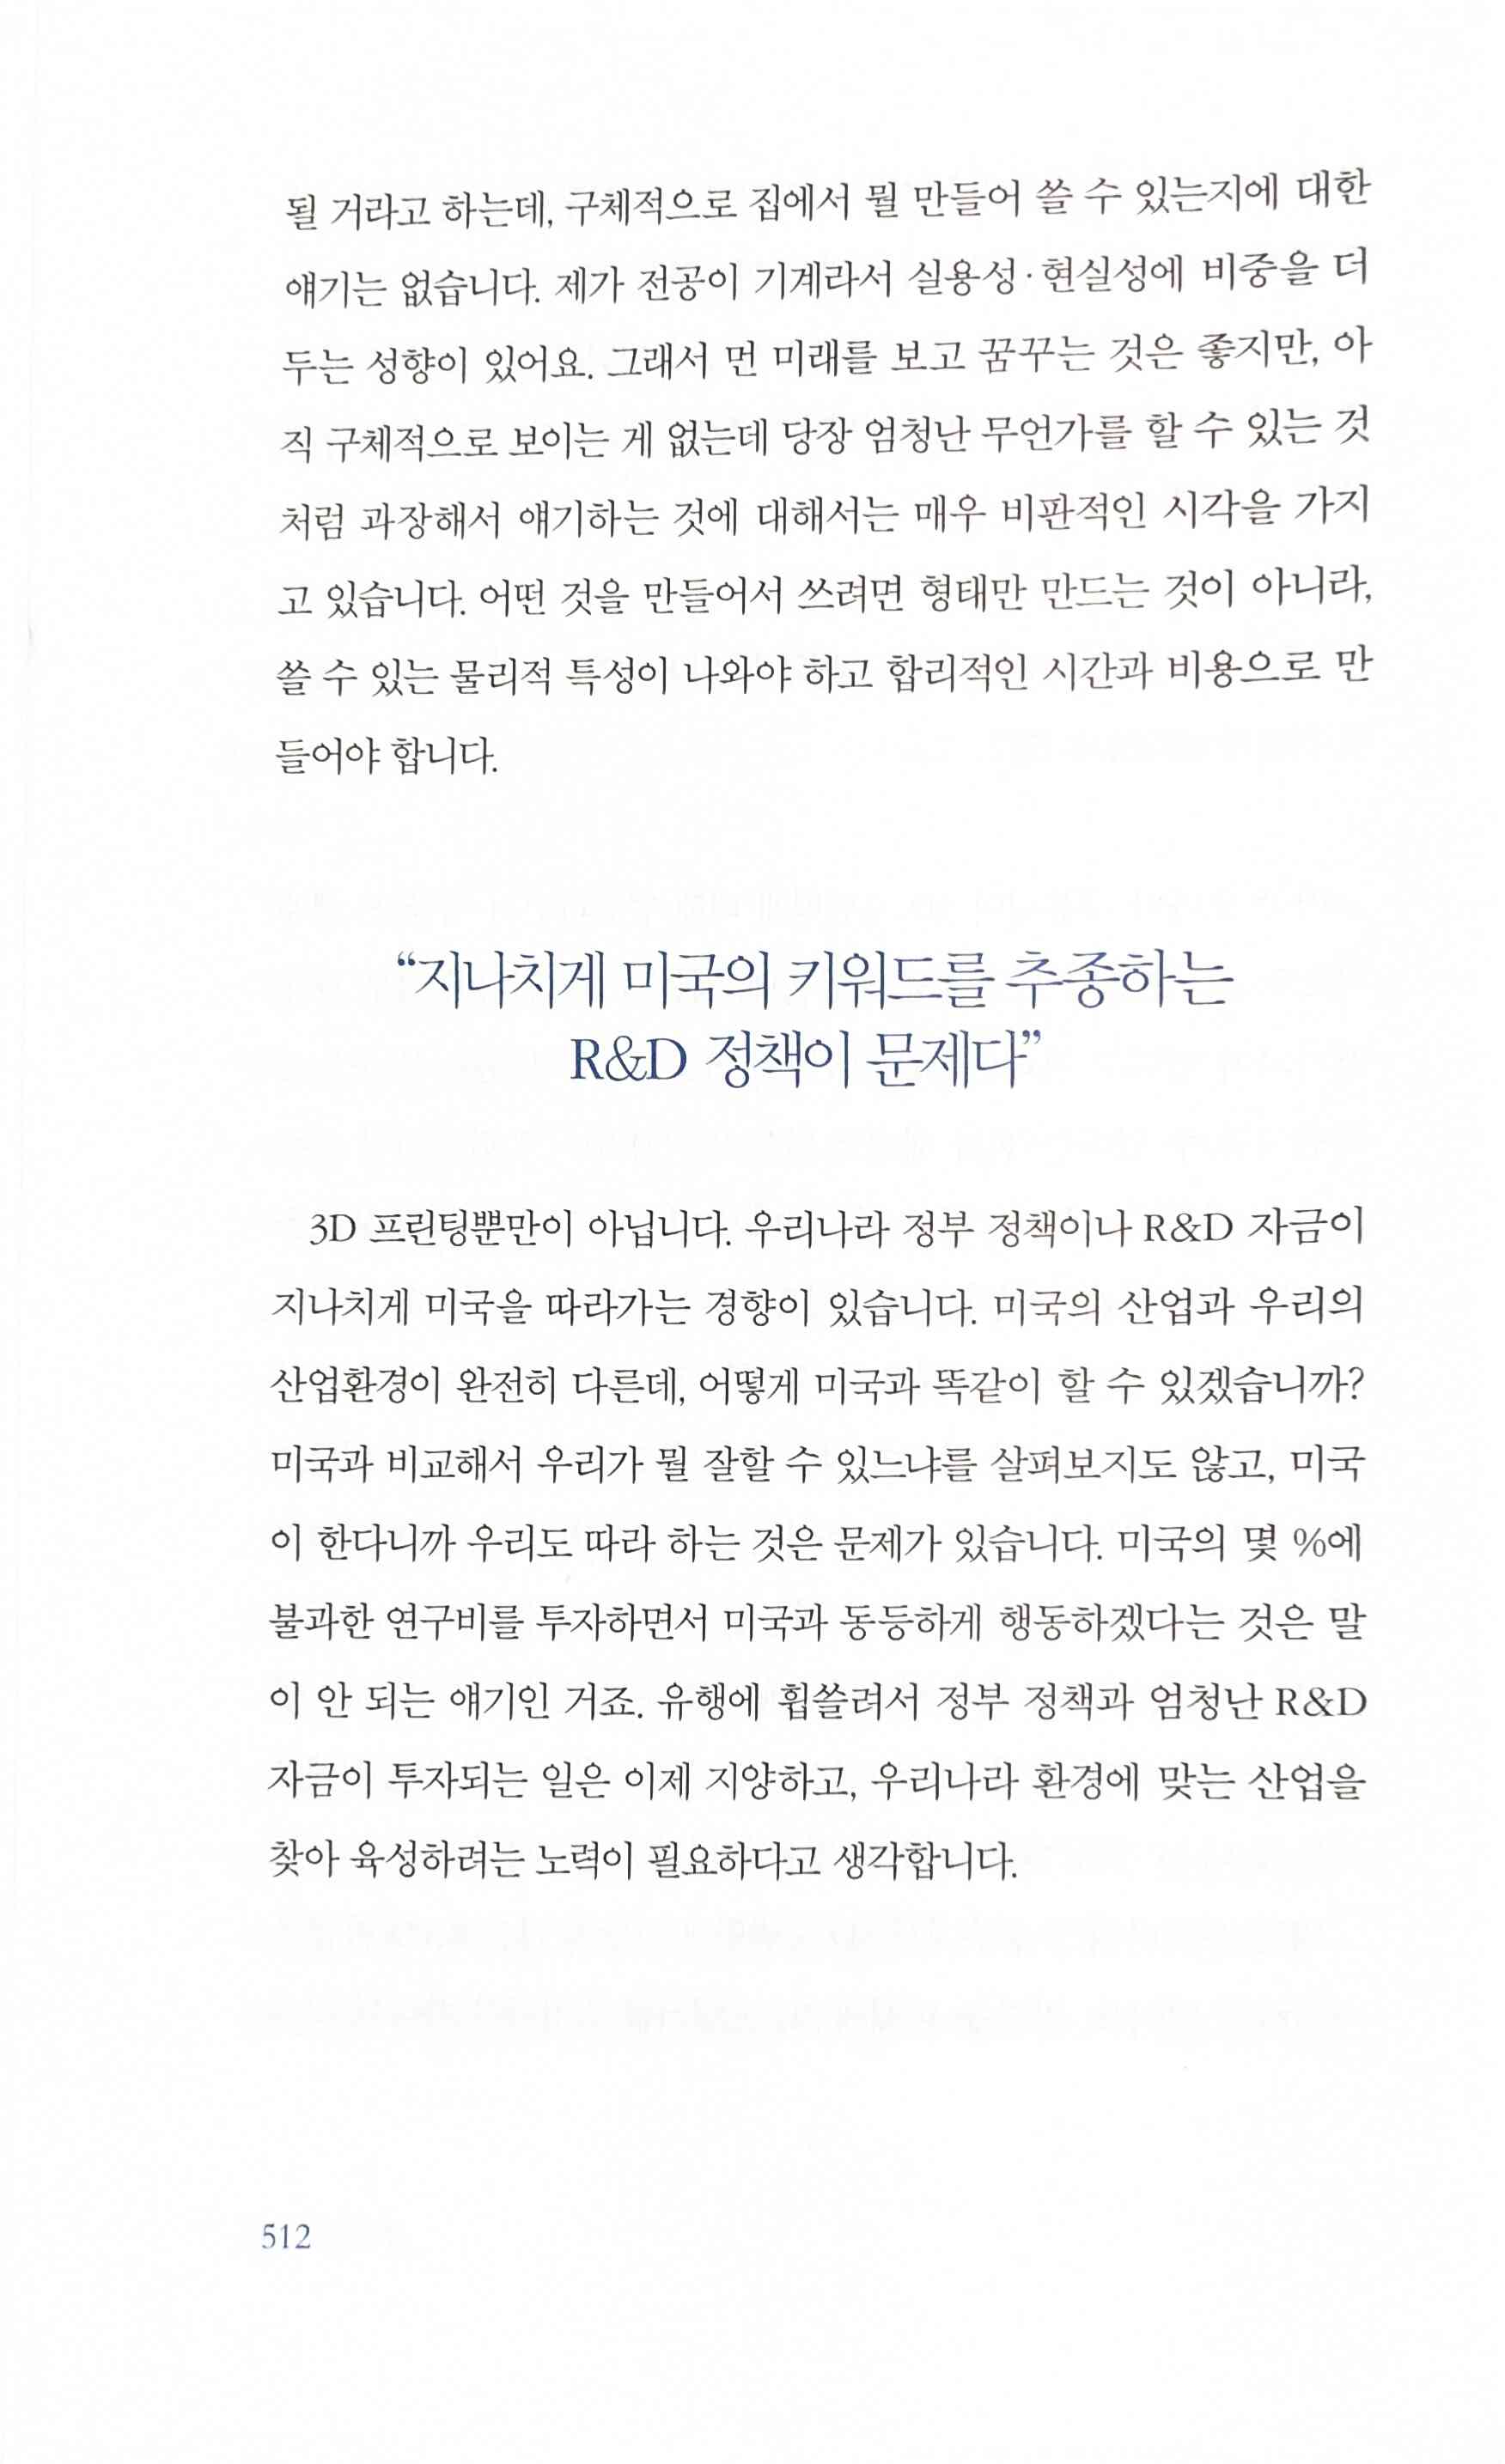 될 거라고 하는데, 구체적으로 집에서 뭘 만들어 쓸 수 있는지에 대한
얘기는 없습니다. 제가 전공이 기계라서 실용성·현실성에 비중을 더
두는 성향이 있어요. 그래서 먼 미래를 보고 꿈꾸는 것은 좋지만, 아
직 구체적으로 보이는 게 없는데 당장 엄청난 무언가를 할 수 있는 것
처럼 과장해서 얘기하는 것에 대해서는 매우 비판적인 시각을 가지
고 있습니다. 어떤 것을 만들어서 쓰려면 형태만 만드는 것이 아니라,
쓸 수 있는 물리적 특성이 나와야 하고 합리적인 시간과 비용으로 만
들어야 합니다.
“지나치게 미국의 키워드를 추종하는
R&D 정책이 문제다”
3D 프린팅뿐만이 아닙니다. 우리나라 정부 정책이나 R&D 자금이
지나치게 미국을 따라가는 경향이 있습니다. 미국의 산업과 우리의
산업환경이 완전히 다른데, 어떻게 미국과 똑같이 할 수 있겠습니까?
미국과 비교해서 우리가 뭘 잘할 수 있느냐를 살펴보지도 않고, 미국
이 한다니까 우리도 따라 하는 것은 문제가 있습니다. 미국의 몇 %에
불과한 연구비를 투자하면서 미국과 동등하게 행동하겠다는 것은 말
이 안 되는 얘기인 거죠. 유행에 휩쓸려서 정부 정책과 엄청난 R&D
자금이 투자되는 일은 이제 지양하고, 우리나라 환경에 맞는 산업을
찾아 육성하려는 노력이 필요하다고 생각합니다.
512